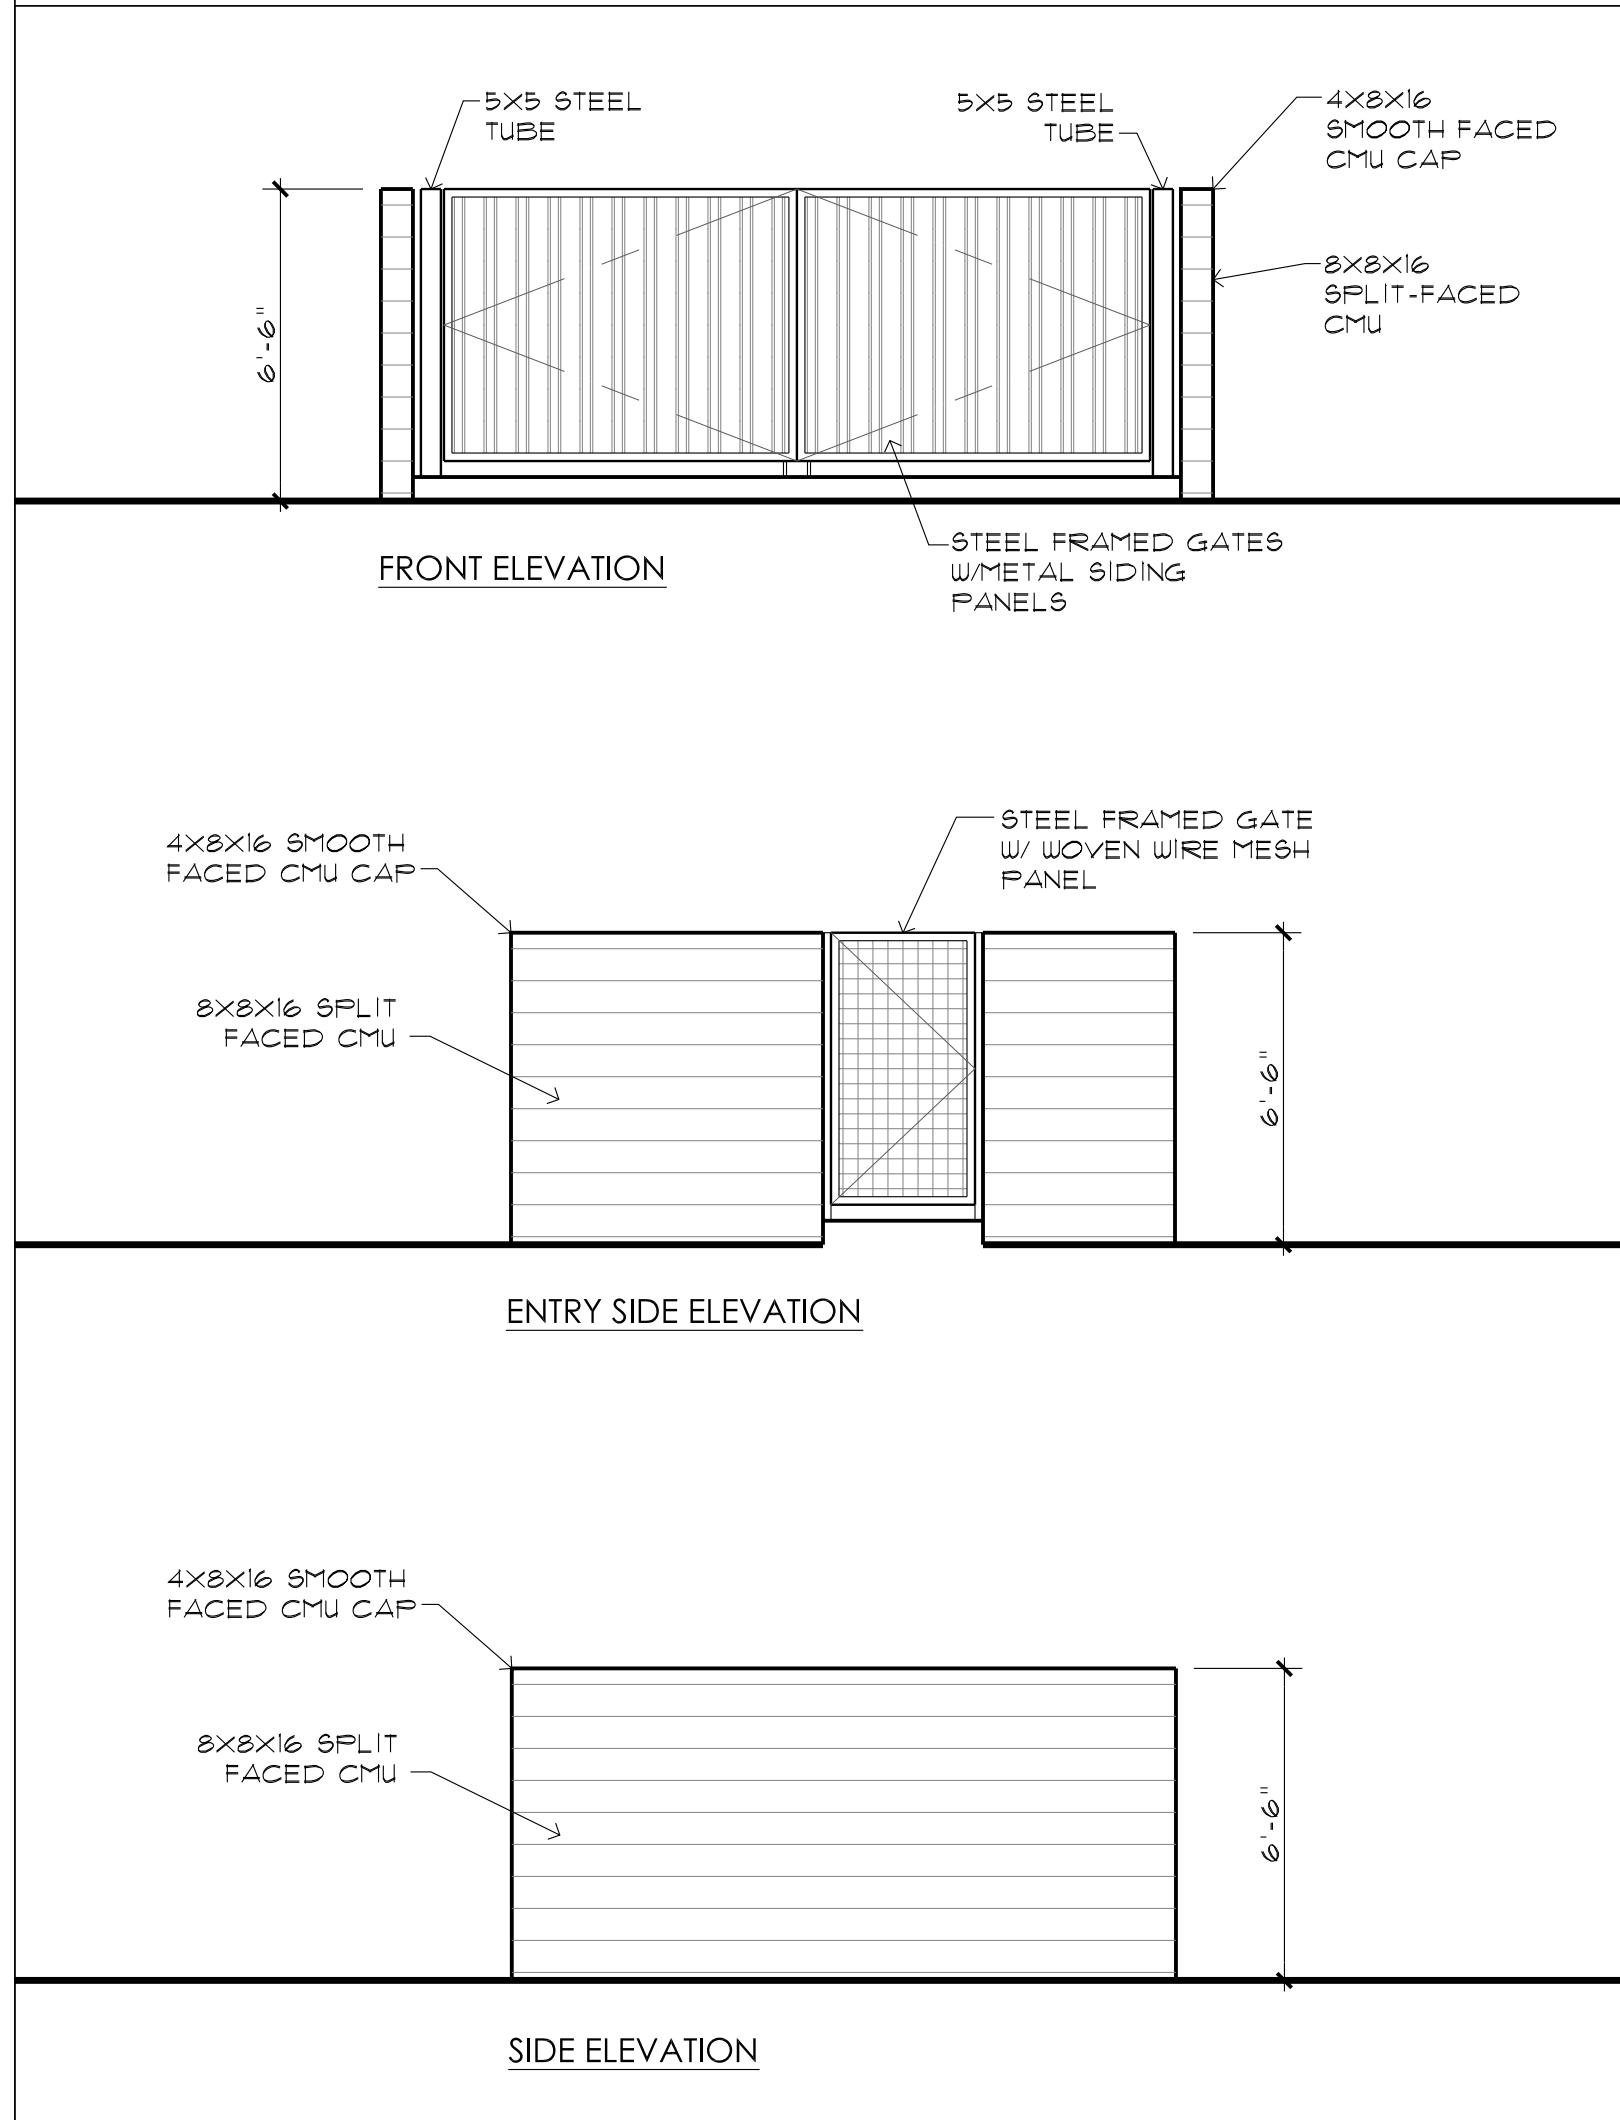 5X5 STEEL
TUBE
5X5 STEEL
TUBE
4X8X16
SMOOTH FACED
CMU CAP
8X8X16
SPLIT-FACED
CMU
6'-6"
STEEL FRAMED GATES
W/METAL SIDING
PANELS
FRONT ELEVATION
STEEL FRAMED GATE
W/ WOVEN WIRE MESH
PANEL
4X8X16 SMOOTH
FACED CMU CAP
8X8X16 SPLIT
FACED CMU
6'-6"
ENTRY SIDE ELEVATION
4X8X16 SMOOTH
FACED CMU CAP
8X8X16 SPLIT
FACED CMU
6'-6"
SIDE ELEVATION